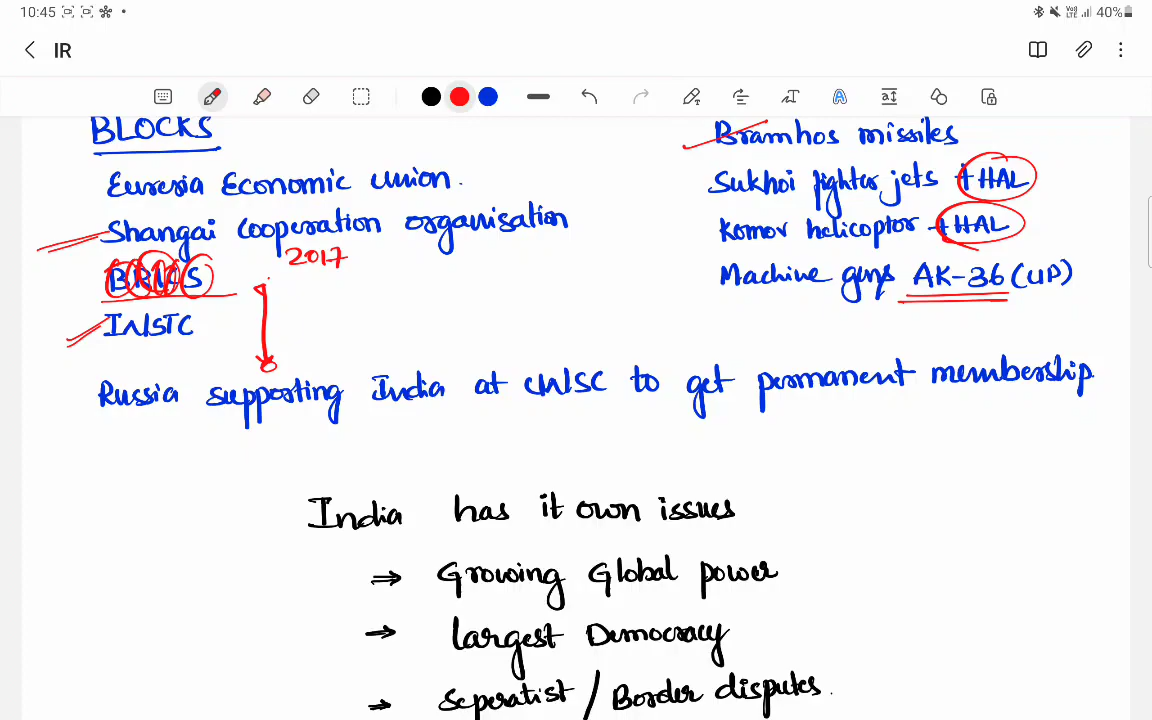 10:45
40%
IR
BLOCKS
Euresia Economic Union.
Shangai cooperation organisation
2017
BRICS
INSTC
Bramhos missiles
Sukhoi fighter jets + HAL
Komov helicoptor + HAL
Machine guns AK-36 (UP)
Russia supporting India at UNSC to get permanent membership
India has it own issues
⇒ Growing Global power
→ largest Democracy
→ Seperatist / Border disputes.